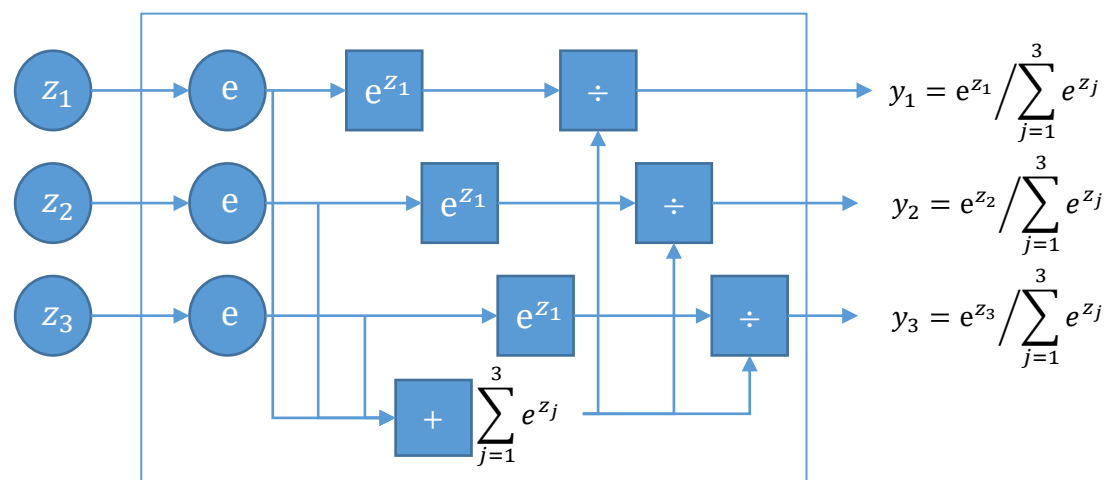 z₁ e e^{z₁} ÷ y₁ = e^{z₁} / ∑_{j=1}^{3} e^{z_j}
z₂ e e^{z₁} ÷ y₂ = e^{z₂} / ∑_{j=1}^{3} e^{z_j}
z₃ e e^{z₁} ÷ y₃ = e^{z₃} / ∑_{j=1}^{3} e^{z_j}
+ ∑_{j=1}^{3} e^{z_j}